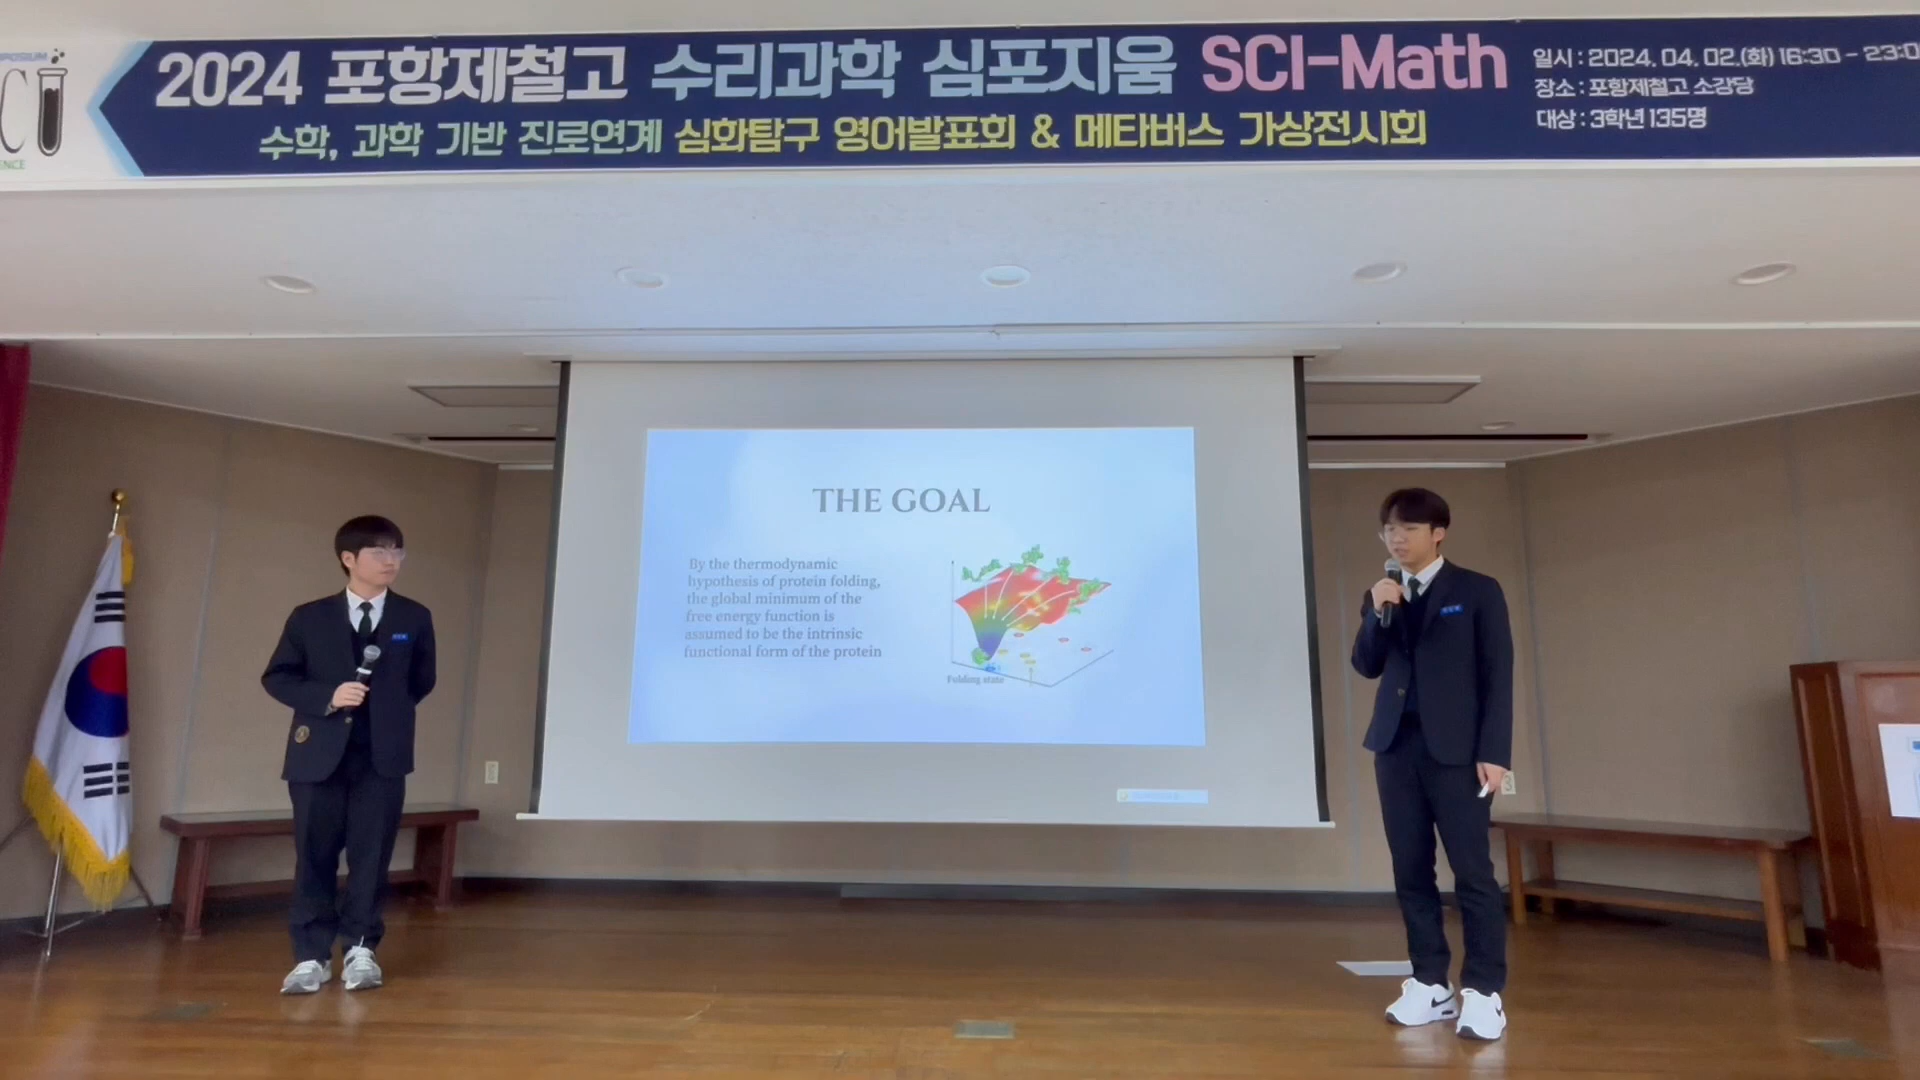 2024 포항제철고 수리과학 심포지움 SCI-Math
수학, 과학 기반 진로연계 심화탐구 영어발표회 & 메타버스 가상전시회
일시 : 2024. 04. 02.(화) 16:30 - 23:0
장소 : 포항제철고 소강당
대상 : 3학년 135명
POSIUM
CI
ENCE
THE GOAL
By the thermodynamic
hypothesis of protein folding,
the global minimum of the
free energy function is
assumed to be the intrinsic
functional form of the protein
Folding state
3